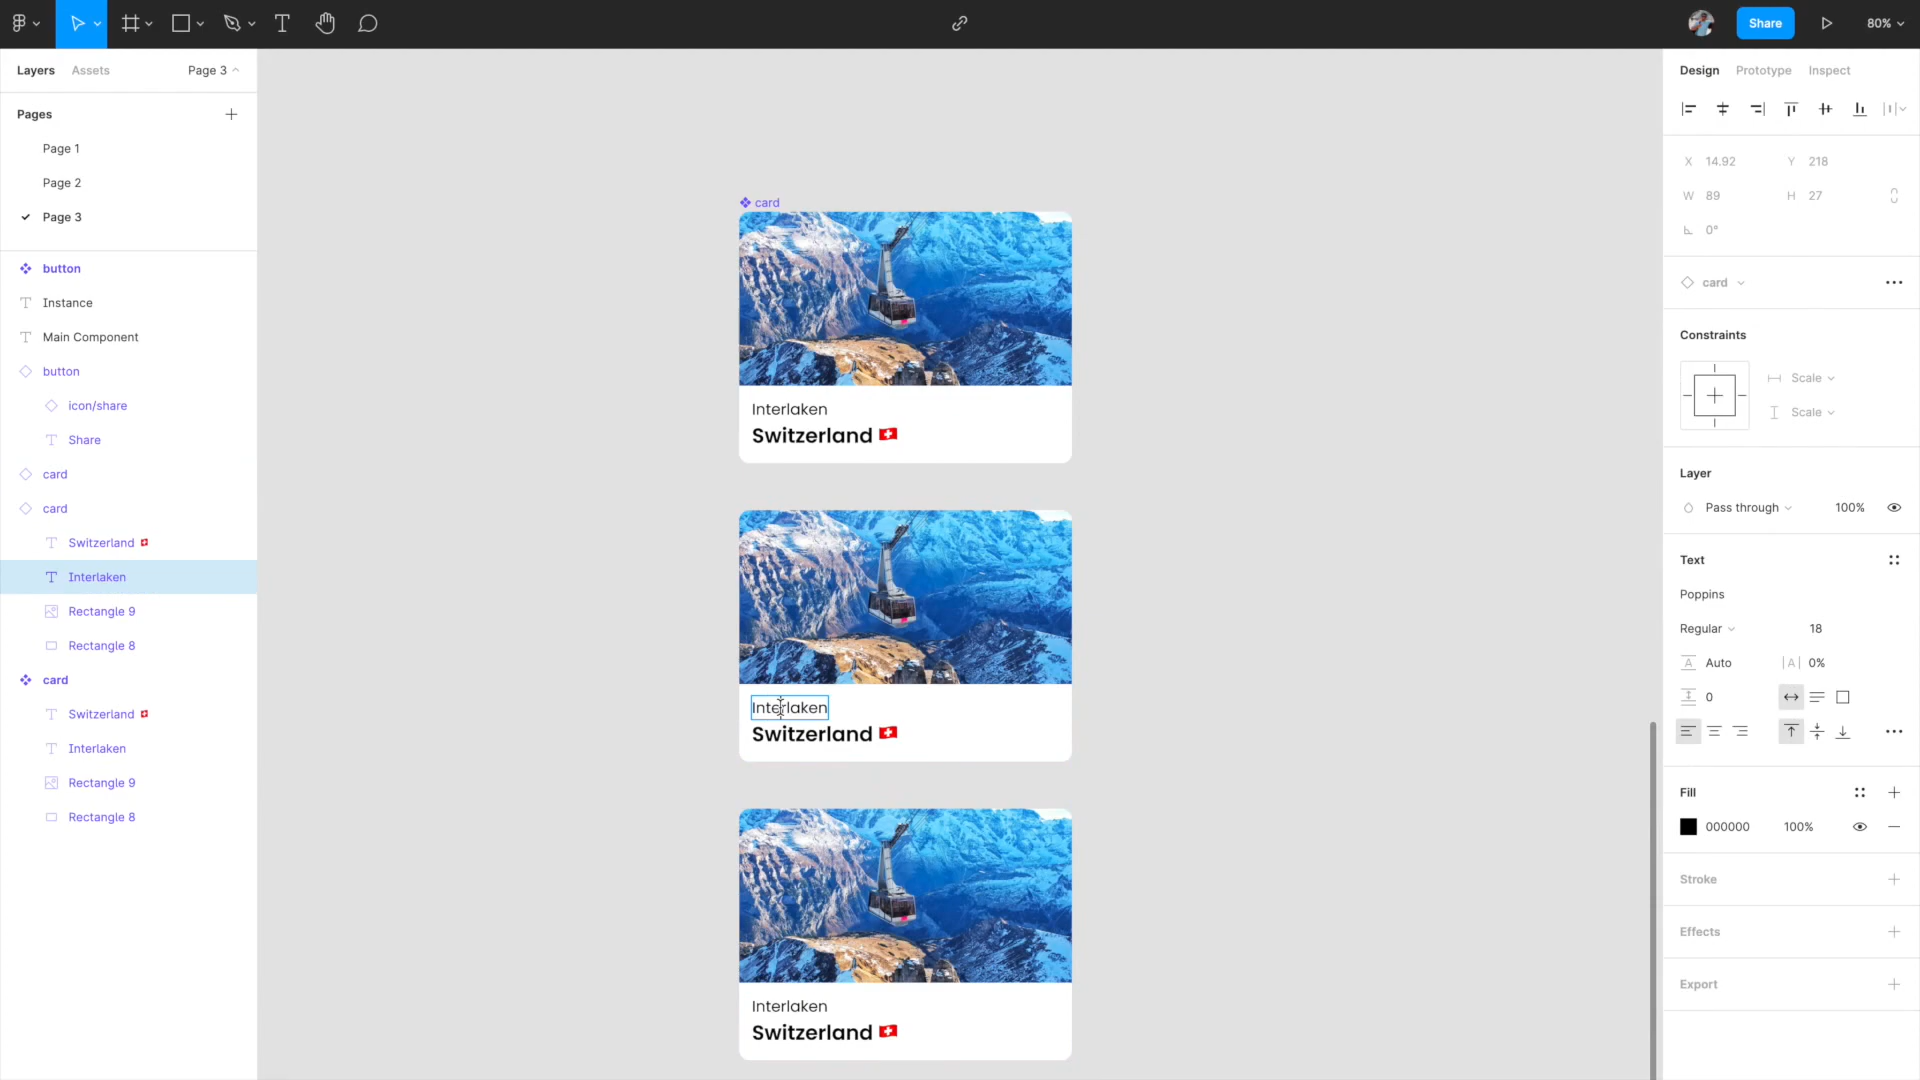 Share
80%
Layers
Assets
Page 3
Pages
Page 1
Page 2
Page 3
button
Instance
Main Component
button
icon/share
Share
card
card
Switzerland
Interlaken
Rectangle 9
Rectangle 8
card
Switzerland
Interlaken
Rectangle 9
Rectangle 8
card
Interlaken
Switzerland
Interlaken
Switzerland
Interlaken
Switzerland
Design
Prototype
Inspect
X 14.92 Y 218
W 89 H 27
0°
card
Constraints
Scale
Scale
Layer
Pass through 100%
Text
Poppins
Regular 18
A Auto |A| 0%
0
Fill
000000 100%
Stroke
Effects
Export